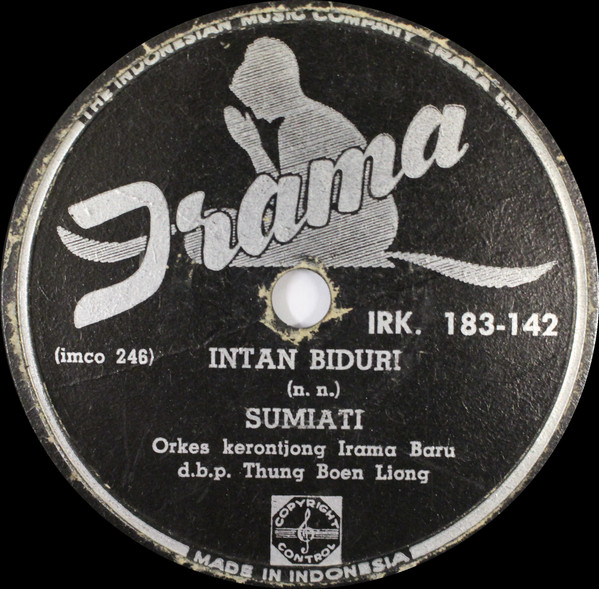 THE INDONESIAN MUSIC COMPANY IRAMA Ltd.
Irama
IRK. 183-142
(imco 246)
INTAN BIDURI
(n. n.)
SUMIATI
Orkes kerontjong Irama Baru
d.b.p. Thung Boen Liong
COPYRIGHT
CONTROL
MADE IN INDONESIA